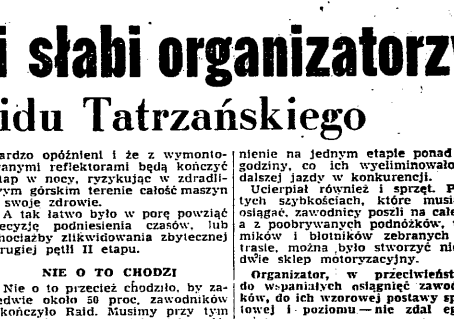 i słabi organizatorzy
idu Tatrzańskiego
ardzo opóźnieni i że z wymonto-
anymi reflektorami będą kończyć
ap w nocy, ryzykując w zdradli-
ym górskim terenie całość maszyn
swoje zdrowie.
A tak łatwo było w porę powziąć
ecyzję podniesienia czasów, lub
hociażby zlikwidowania zbytecznej
rugiej pętli II etapu.
NIE O TO CHODZI
Nie o to przecież chodziło, by za-
edwie około 50 proc. zawodników
kończyło Raid. Musimy przy tym
nienie na jednym etapie ponad
godziny, co ich wyeliminowało
dalszej jazdy w konkurencji.
Ucierpiał również i sprzęt. P
tych szybkościach, które musi
osiągać, zawodnicy poszli na całe
a z poobrywanych podnóżków,
mików i błotników zebranych
trasie, można było stworzyć nie
dwie sklep motoryzacyjny.
Organizator, w przeciwieńst
do wspaniałych osiągnięć zawod
ków, do ich wzorowej postawy sp
towej i poziomu — nie zdał eg